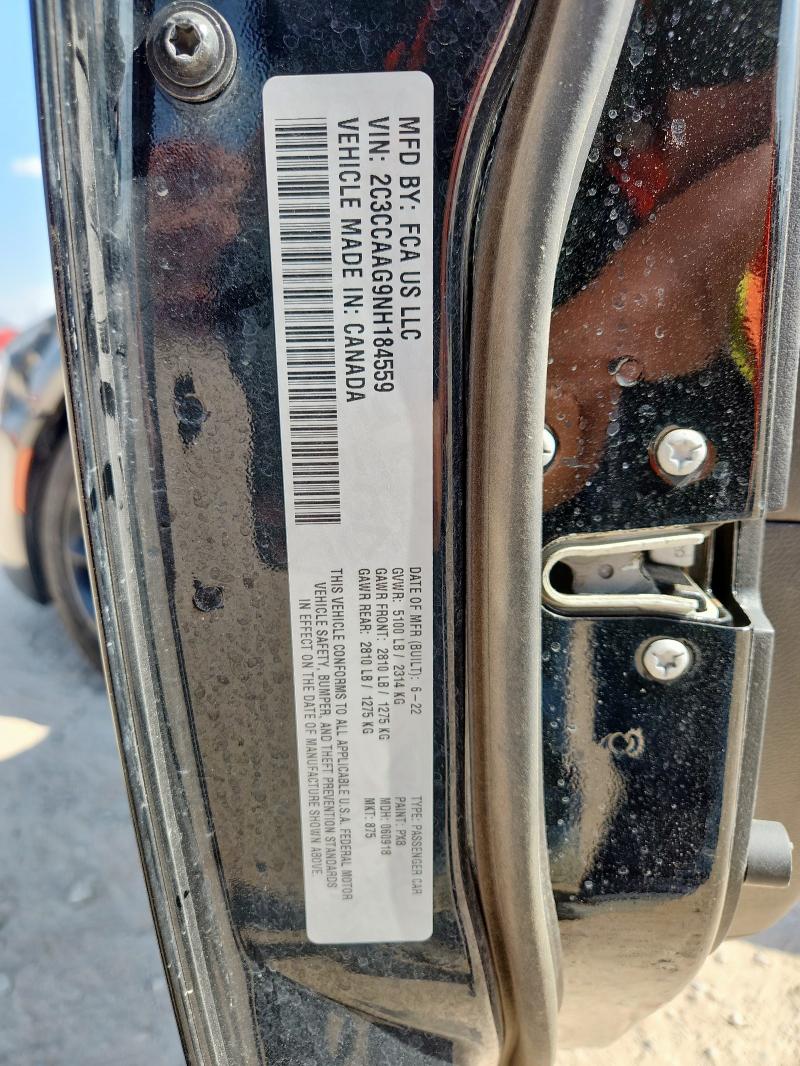 MFD BY: FCA US LLC
VIN: 2C3CCAAG9NH184559
VEHICLE MADE IN: CANADA
DATE OF MFR (BUILT): 6-22
GVWR: 5100 LB / 2314 KG
GAWR FRONT: 2810 LB / 1275 KG
GAWR REAR: 2810 LB / 1275 KG
TYPE: PASSENGER CAR
PAINT: PX8
MDH: 060918
MKT: 875
THIS VEHICLE CONFORMS TO ALL APPLICABLE U.S.A. FEDERAL MOTOR
VEHICLE SAFETY, BUMPER, AND THEFT PREVENTION STANDARDS
IN EFFECT ON THE DATE OF MANUFACTURE SHOWN ABOVE.